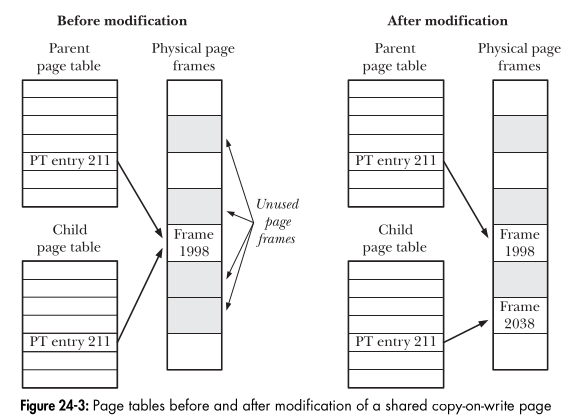 Before modification
Parent
page table
Physical page
frames
PT entry 211
Child
page table
PT entry 211
Frame
1998
Unused
page
frames
After modification
Parent
page table
Physical page
frames
PT entry 211
Child
page table
PT entry 211
Frame
1998
Frame
2038
Figure 24-3: Page tables before and after modification of a shared copy-on-write page